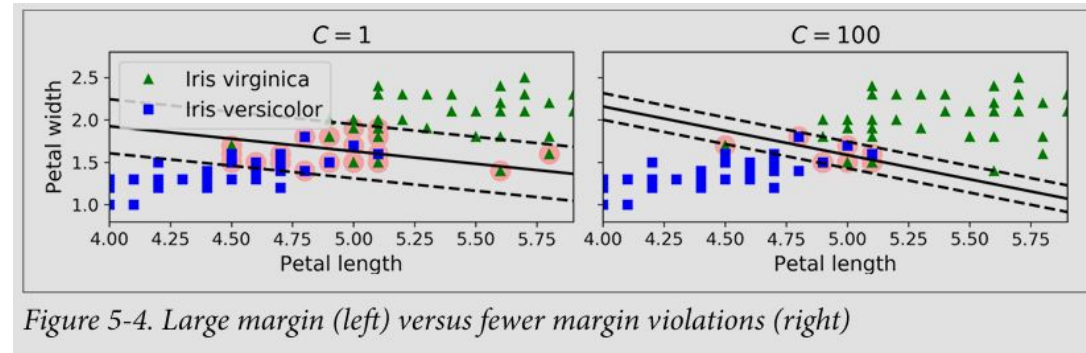 C = 1
C = 100
Iris virginica
Iris versicolor
Petal width
2.5
2.0
1.5
1.0
4.00 4.25 4.50 4.75 5.00 5.25 5.50 5.75
4.00 4.25 4.50 4.75 5.00 5.25 5.50 5.75
Petal length
Petal length
Figure 5-4. Large margin (left) versus fewer margin violations (right)